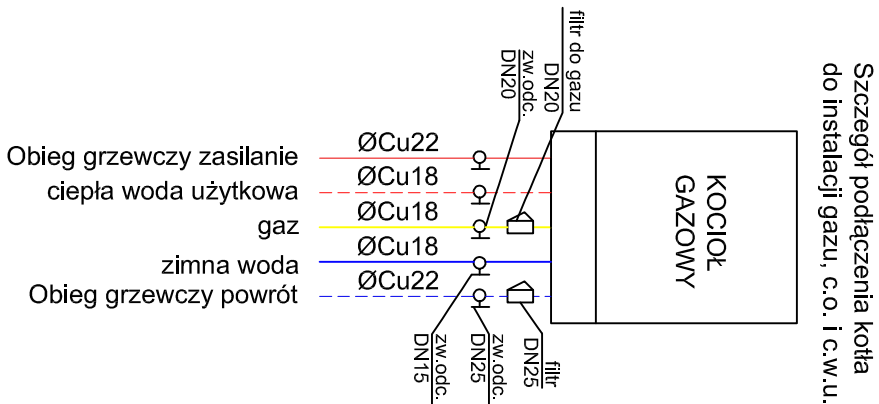 Szczegół podłączenia kotła
do instalacji gazu, c.o. i c.w.u.
KOCIOŁ
GAZOWY
filtr do gazu
DN20
zw.odc.
DN20
Obieg grzewczy zasilanie
ØCu22
ciepła woda użytkowa
ØCu18
gaz
ØCu18
zimna woda
ØCu18
Obieg grzewczy powrót
ØCu22
zw.odc.
DN15
zw.odc.
DN25
filtr
DN25